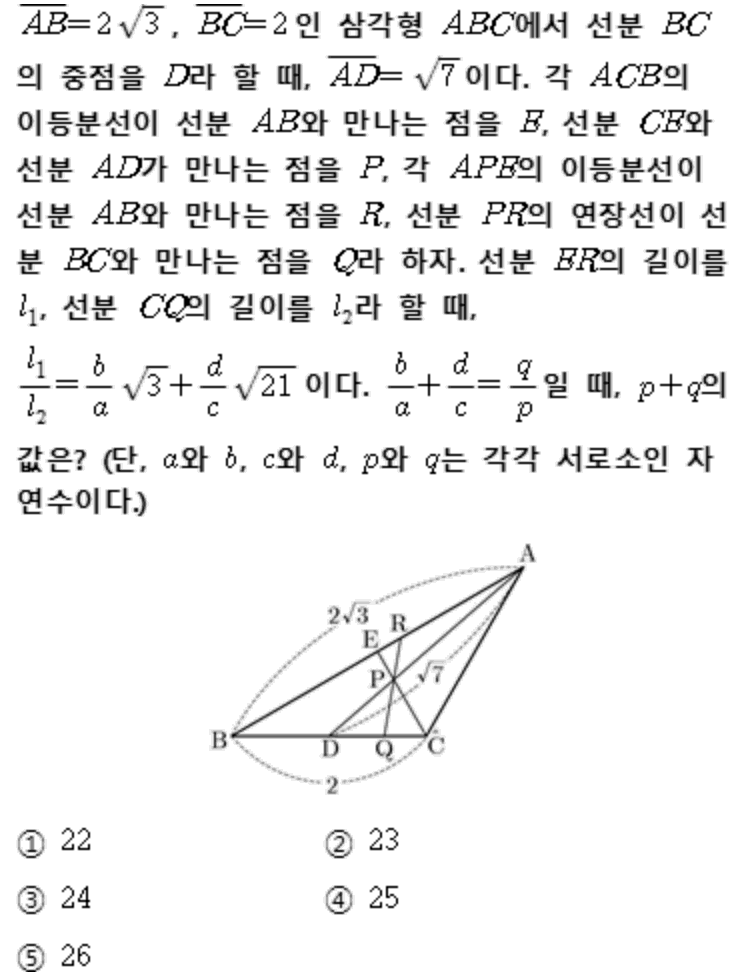 AB=2√3, BC=2인 삼각형 ABC에서 선분 BC
의 중점을 D라 할 때, AD=√7이다. 각 ACB의
이등분선이 선분 AB와 만나는 점을 E, 선분 CE와
선분 AD가 만나는 점을 P, 각 APE의 이등분선이
선분 AB와 만나는 점을 R, 선분 PR의 연장선이 선
분 BC와 만나는 점을 Q라 하자. 선분 ER의 길이를
l₁, 선분 CQ의 길이를 l₂라 할 때,
l₁/l₂=b/a √3+d/c √21이다. b/a+d/c=q/p일 때, p+q의
값은? (단, a와 b, c와 d, p와 q는 각각 서로소인 자
연수이다.)
A
2√3
R
E
P
√7
B
D
Q
C
2
① 22
② 23
③ 24
④ 25
⑤ 26